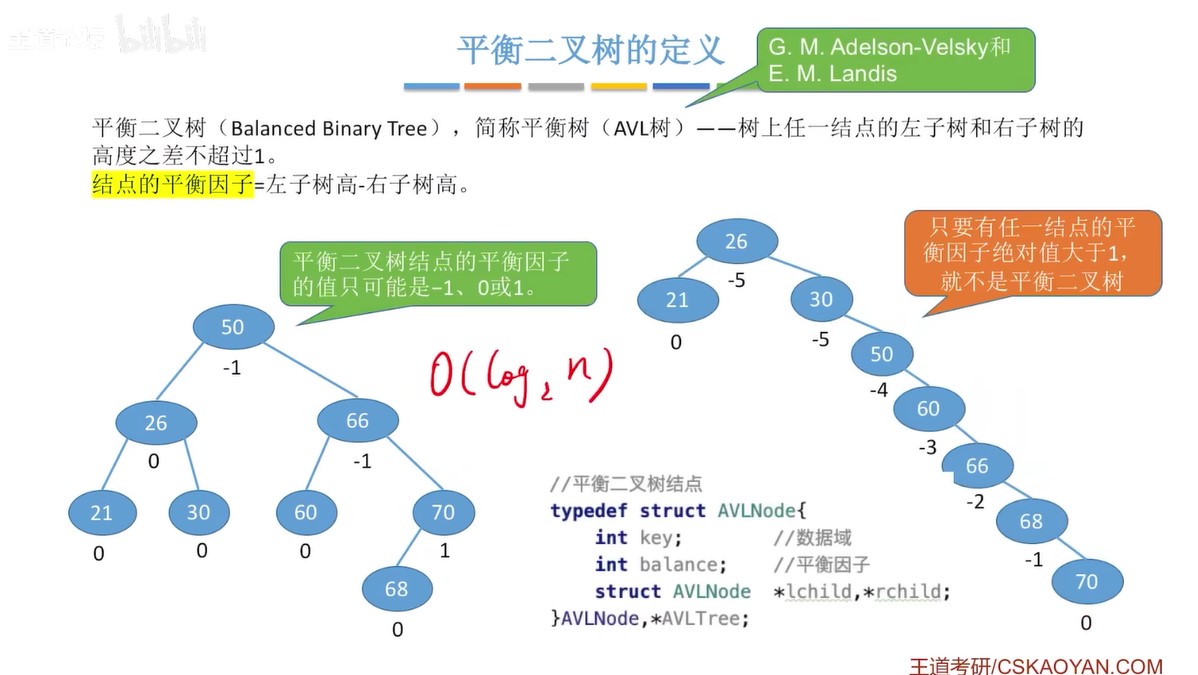 bilibili
平衡二叉树的定义
G. M. Adelson-Velsky和
E. M. Landis
平衡二叉树（Balanced Binary Tree），简称平衡树（AVL树）——树上任一结点的左子树和右子树的
高度之差不超过1。
结点的平衡因子=左子树高-右子树高。
平衡二叉树结点的平衡因子
的值只可能是−1、0或1。
只要有任一结点的平
衡因子绝对值大于1，
就不是平衡二叉树
50
-1
26
0
66
-1
21
0
30
0
60
0
70
1
68
0
O(log₂n)
26
-5
21
0
30
-5
50
-4
60
-3
66
-2
68
-1
70
0
//平衡二叉树结点
typedef struct AVLNode{
int key; //数据域
int balance; //平衡因子
struct AVLNode *lchild,*rchild;
}AVLNode,*AVLTree;
王道考研/CSKAOYAN.COM